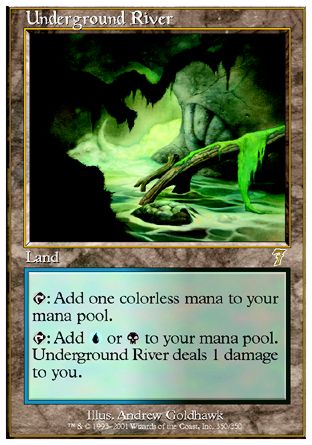 Underground River
Land
: Add one colorless mana to your
mana pool.
: Add or to your mana pool.
Underground River deals 1 damage
to you.
Illus. Andrew Goldhawk
™ & © 1993–2001 Wizards of the Coast, Inc. 350/350